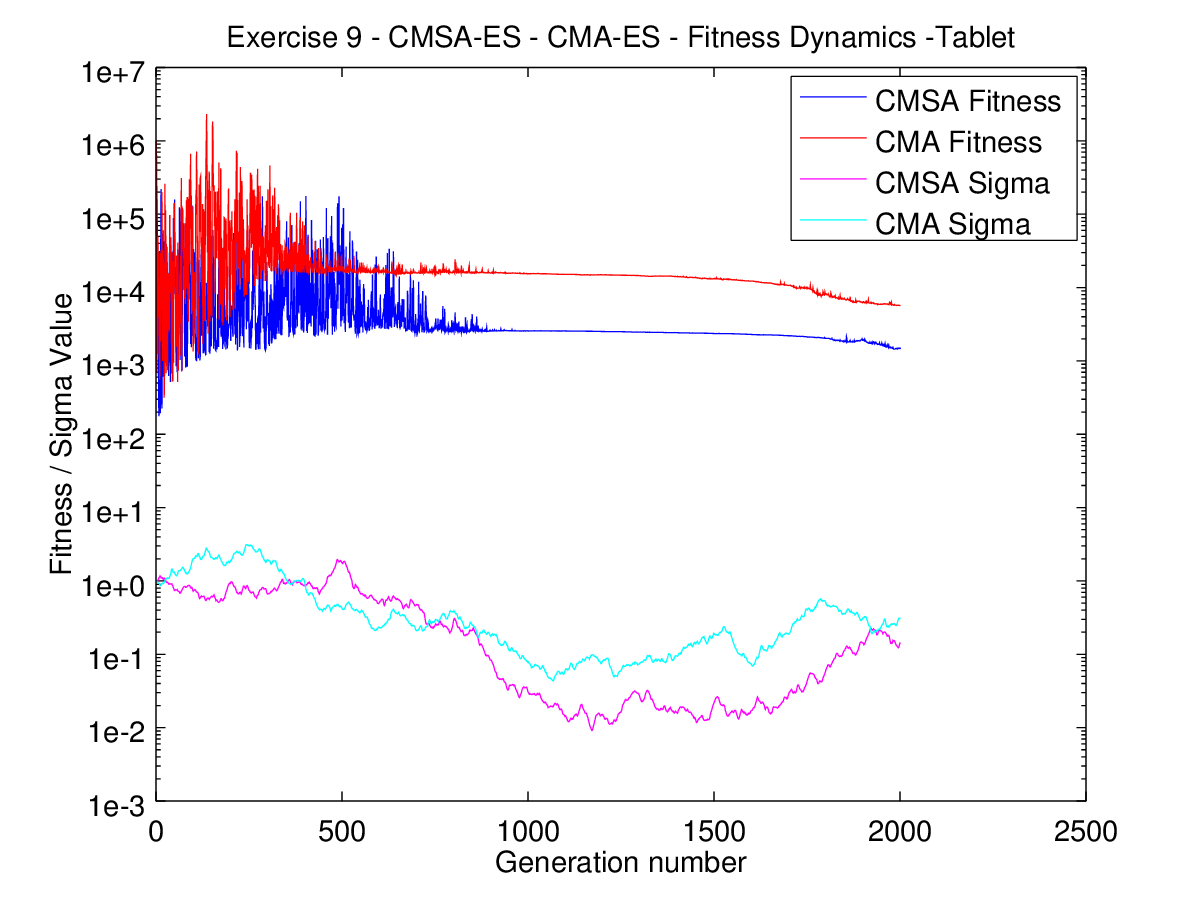 Exercise 9 - CMSA-ES - CMA-ES - Fitness Dynamics -Tablet
CMSA Fitness
CMA Fitness
CMSA Sigma
CMA Sigma
Fitness / Sigma Value
1e+7
1e+6
1e+5
1e+4
1e+3
1e+2
1e+1
1e+0
1e-1
1e-2
1e-3
0 500 1000 1500 2000 2500
Generation number